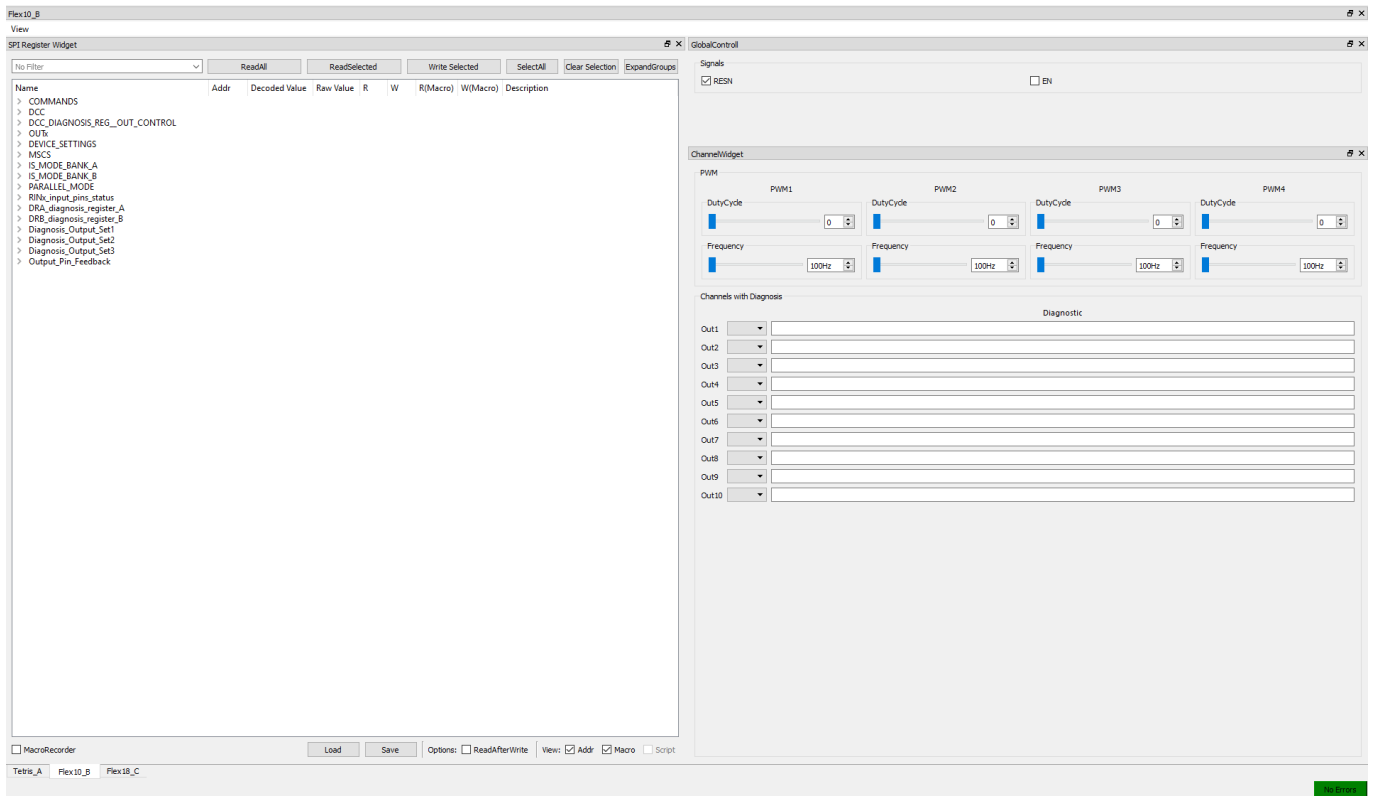 Flex10_B
View
SPI Register Widget
No Filter
ReadAll
ReadSelected
Write Selected
SelectAll
Clear Selection
ExpandGroups
Name Addr Decoded Value Raw Value R W R(Macro) W(Macro) Description
COMMANDS
DCC
DCC_DIAGNOSIS_REG__OUT_CONTROL
OUTx
DEVICE_SETTINGS
MSCS
IS_MODE_BANK_A
IS_MODE_BANK_B
PARALLEL_MODE
RINx_input_pins_status
DRA_diagnosis_register_A
DRB_diagnosis_register_B
Diagnosis_Output_Set1
Diagnosis_Output_Set2
Diagnosis_Output_Set3
Output_Pin_Feedback
MacroRecorder
Load
Save
Options: ReadAfterWrite
View: Addr Macro Script
GlobalControll
Signals
RESN
EN
ChannelWidget
PWM
PWM1 PWM2 PWM3 PWM4
DutyCycle DutyCycle DutyCycle DutyCycle
0 0 0 0
Frequency Frequency Frequency Frequency
100Hz 100Hz 100Hz 100Hz
Channels with Diagnosis
Diagnostic
Out1
Out2
Out3
Out4
Out5
Out6
Out7
Out8
Out9
Out10
Tetris_A Flex10_B Flex18_C
No Errors